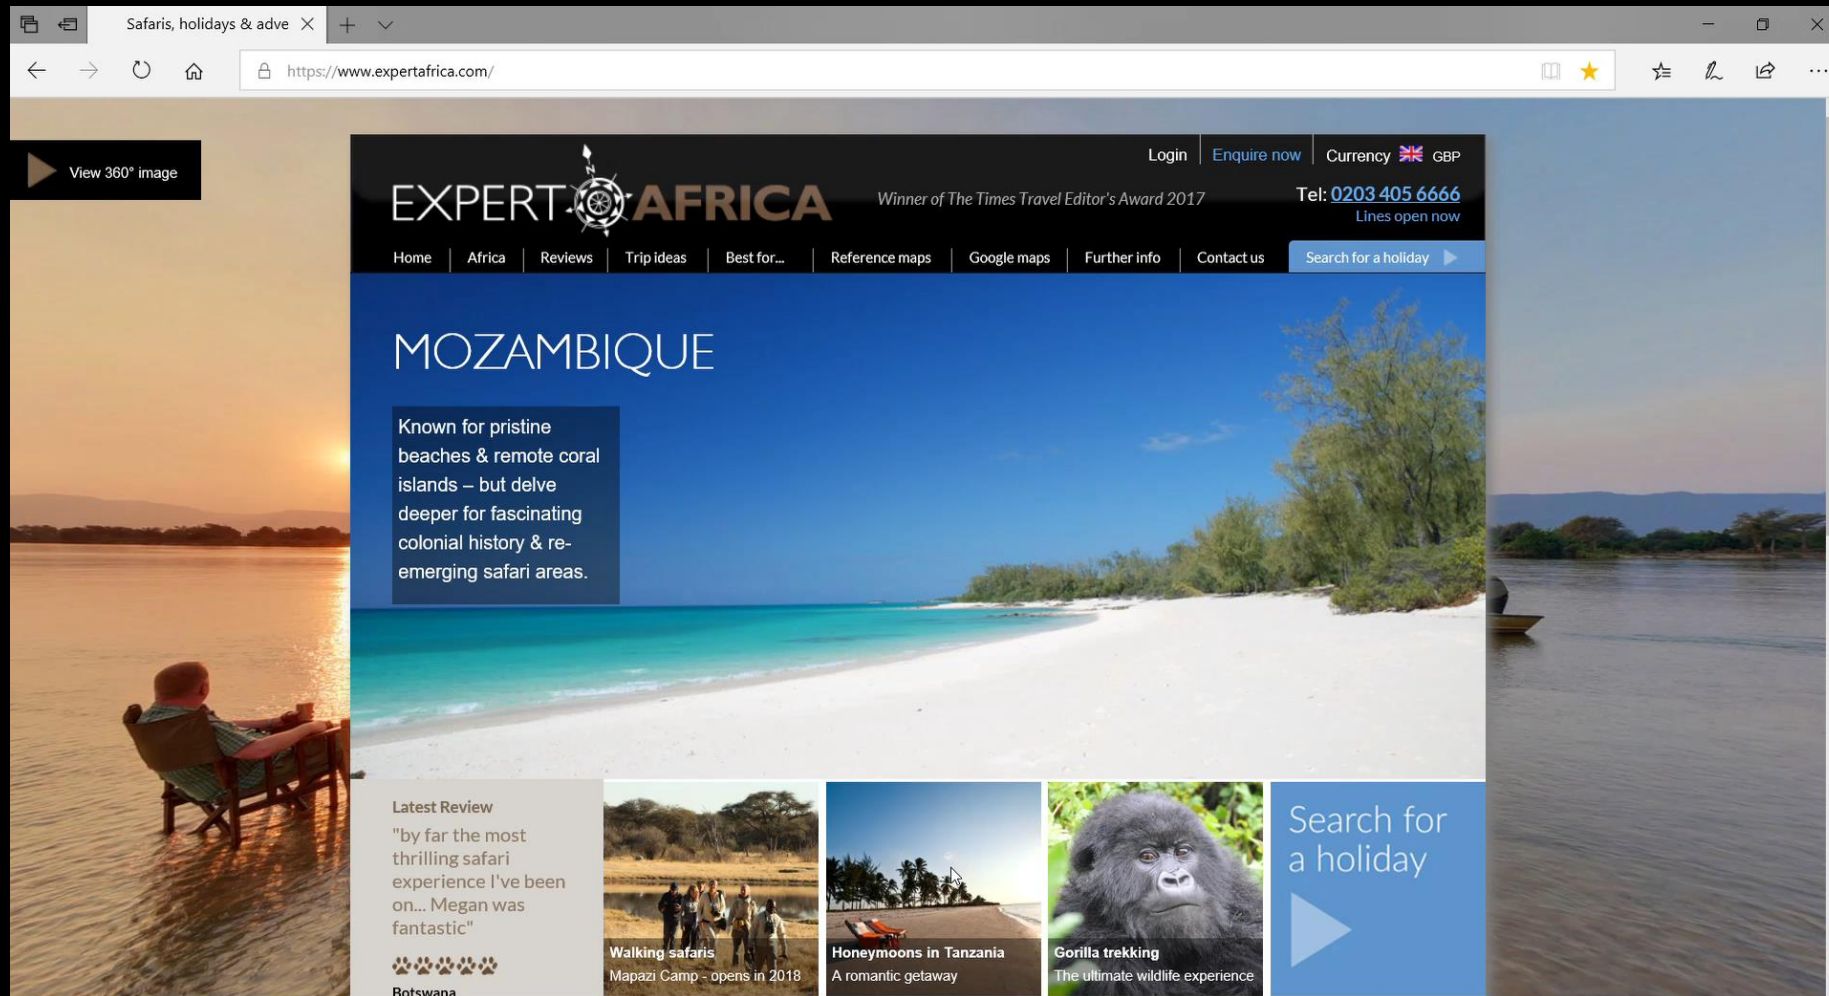 Safaris, holidays & adve
https://www.expertafrica.com/
View 360° image
Login
Enquire now
Currency
GBP
EXPERT AFRICA
Winner of The Times Travel Editor's Award 2017
Tel: 0203 405 6666
Lines open now
Home
Africa
Reviews
Trip ideas
Best for...
Reference maps
Google maps
Further info
Contact us
Search for a holiday
MOZAMBIQUE
Known for pristine
beaches & remote coral
islands – but delve
deeper for fascinating
colonial history & re-
emerging safari areas.
Latest Review
"by far the most
thrilling safari
experience I've been
on... Megan was
fantastic"
Botswana
Walking safaris
Mapazi Camp - opens in 2018
Honeymoons in Tanzania
A romantic getaway
Gorilla trekking
The ultimate wildlife experience
Search for
a holiday